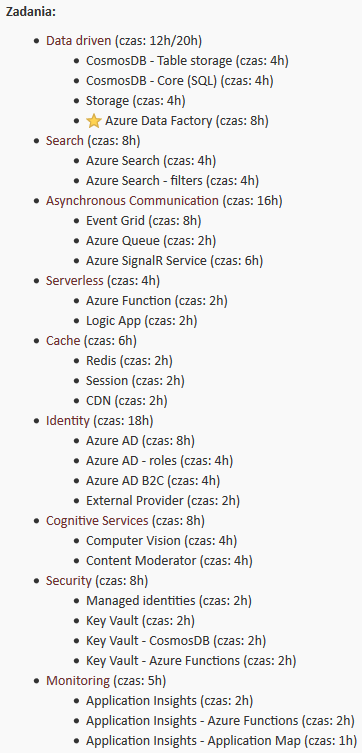 Zadania:
Data driven (czas: 12h/20h)
CosmosDB - Table storage (czas: 4h)
CosmosDB - Core (SQL) (czas: 4h)
Storage (czas: 4h)
⭐ Azure Data Factory (czas: 8h)
Search (czas: 8h)
Azure Search (czas: 4h)
Azure Search - filters (czas: 4h)
Asynchronous Communication (czas: 16h)
Event Grid (czas: 8h)
Azure Queue (czas: 2h)
Azure SignalR Service (czas: 6h)
Serverless (czas: 4h)
Azure Function (czas: 2h)
Logic App (czas: 2h)
Cache (czas: 6h)
Redis (czas: 2h)
Session (czas: 2h)
CDN (czas: 2h)
Identity (czas: 18h)
Azure AD (czas: 8h)
Azure AD - roles (czas: 4h)
Azure AD B2C (czas: 4h)
External Provider (czas: 2h)
Cognitive Services (czas: 8h)
Computer Vision (czas: 4h)
Content Moderator (czas: 4h)
Security (czas: 8h)
Managed identities (czas: 2h)
Key Vault (czas: 2h)
Key Vault - CosmosDB (czas: 2h)
Key Vault - Azure Functions (czas: 2h)
Monitoring (czas: 5h)
Application Insights (czas: 2h)
Application Insights - Azure Functions (czas: 2h)
Application Insights - Application Map (czas: 1h)